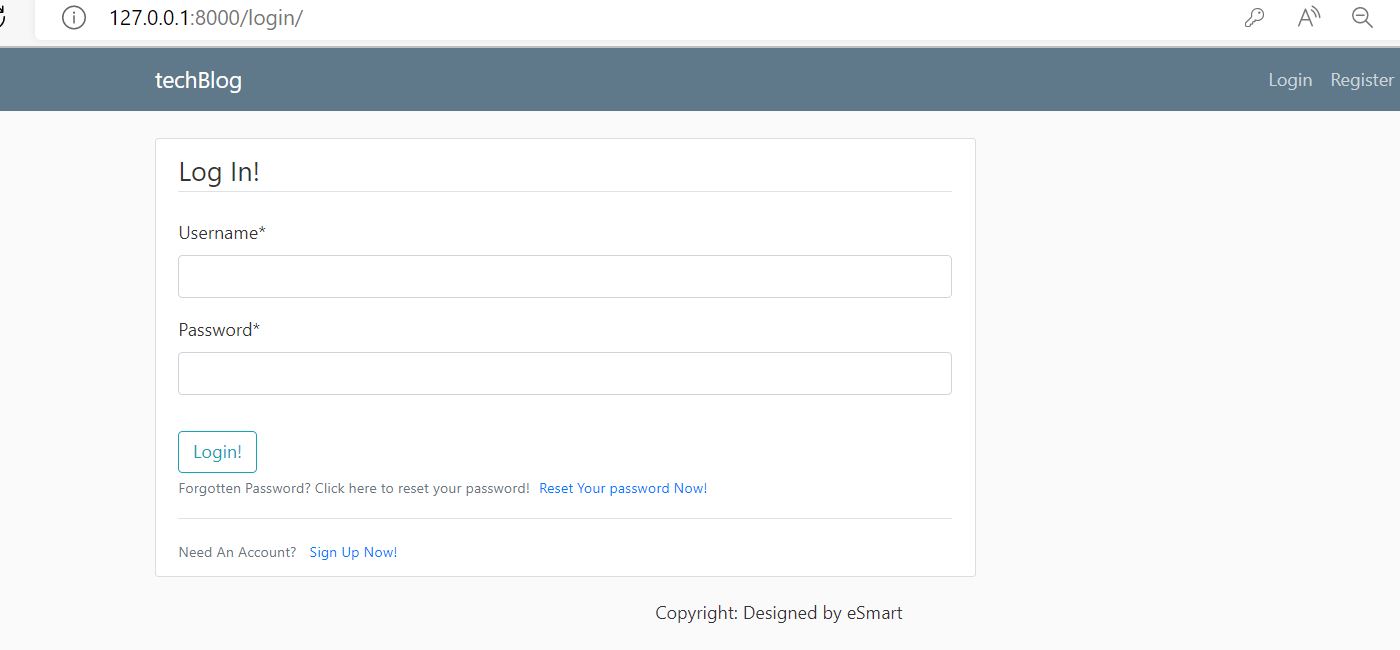 127.0.0.1:8000/login/
techBlog Login Register
Log In!
Username*
Password*
Login!
Forgotten Password? Click here to reset your password! Reset Your password Now!
Need An Account? Sign Up Now!
Copyright: Designed by eSmart